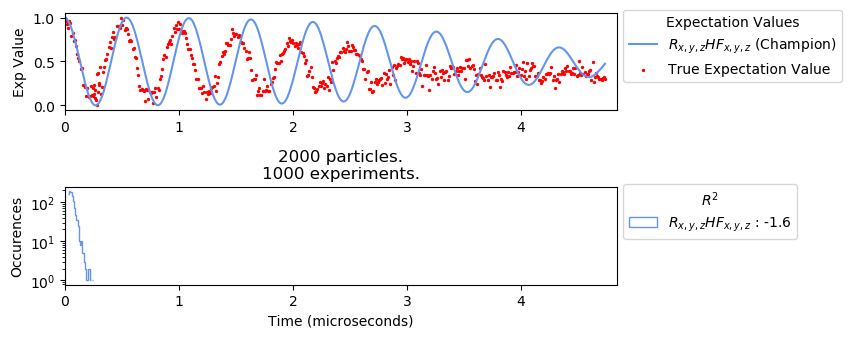 Exp Value
1.0
0.5
0.0
0 1 2 3 4
Expectation Values
R_{x,y,z}HF_{x,y,z} (Champion)
True Expectation Value
2000 particles.
1000 experiments.
Occurences
10^2
10^1
10^0
0 1 2 3 4
Time (microseconds)
R^2
R_{x,y,z}HF_{x,y,z} : -1.6